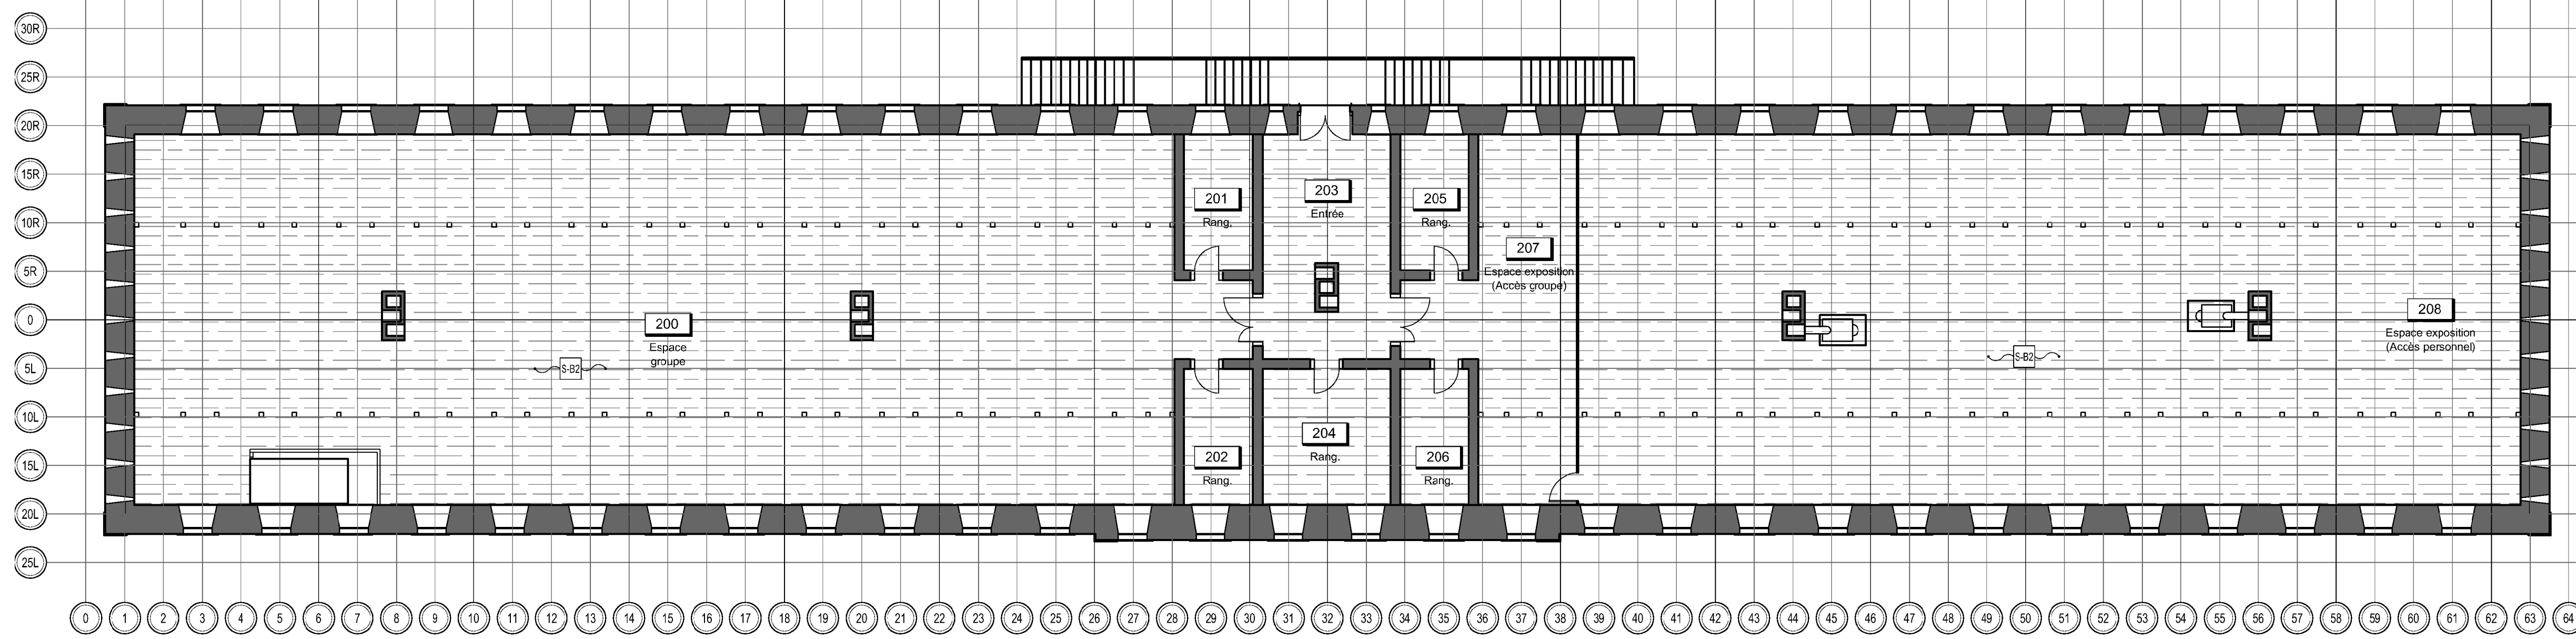 30R
25R
20R
15R
10R
5R
0
5L
10L
15L
20L
25L
201
Rang.
203
Entrée
205
Rang.
207
Espace exposition
(Accès groupe)
200
Espace
groupe
S-B2
S-B2
208
Espace exposition
(Accès personnel)
202
Rang.
204
Rang.
206
Rang.
0 1 2 3 4 5 6 7 8 9 10 11 12 13 14 15 16 17 18 19 20 21 22 23 24 25 26 27 28 29 30 31 32 33 34 35 36 37 38 39 40 41 42 43 44 45 46 47 48 49 50 51 52 53 54 55 56 57 58 59 60 61 62 63 64